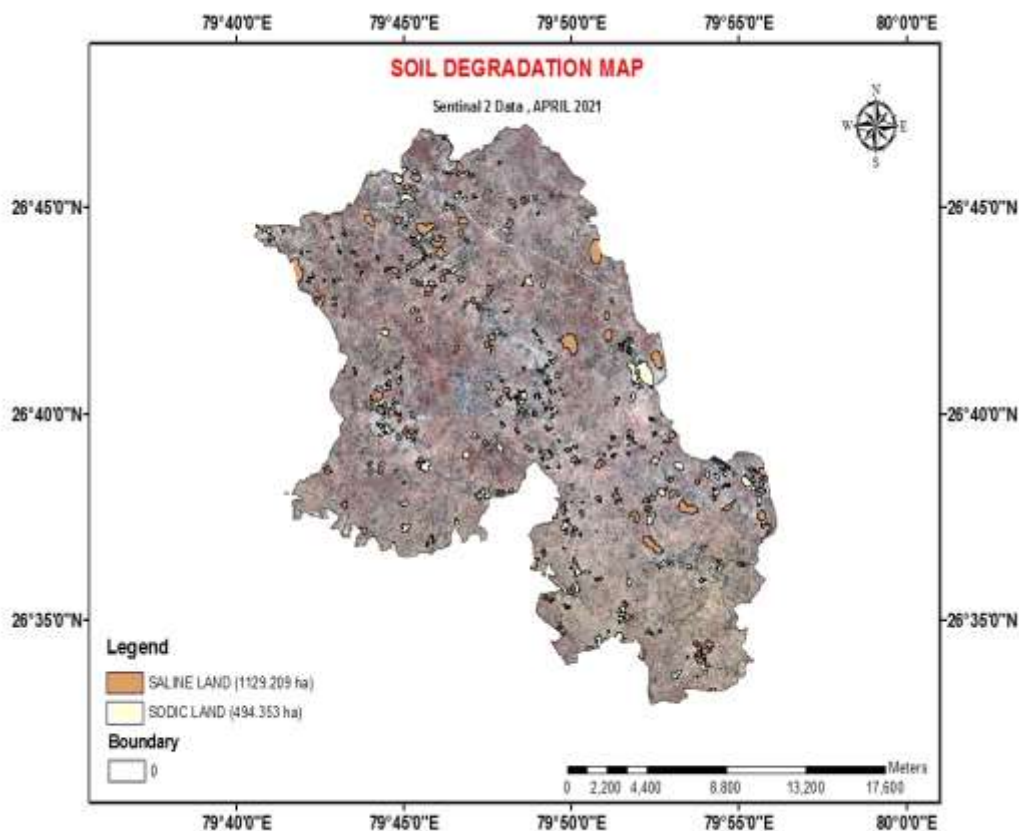 79°40'0"E 79°45'0"E 79°50'0"E 79°55'0"E 80°0'0"E
SOIL DEGRADATION MAP
Sentinal 2 Data , APRIL 2021
N
W E
S
26°45'0"N 26°45'0"N
26°40'0"N 26°40'0"N
26°35'0"N 26°35'0"N
Legend
SALINE LAND (1129.209 ha)
SODIC LAND (494.353 ha)
Boundary
0
Meters
0 2,200 4,400 8,800 13,200 17,600
79°40'0"E 79°45'0"E 79°50'0"E 79°55'0"E 80°0'0"E